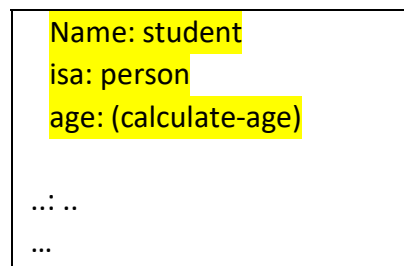 Name: student
isa: person
age: (calculate-age)
..: ..
...